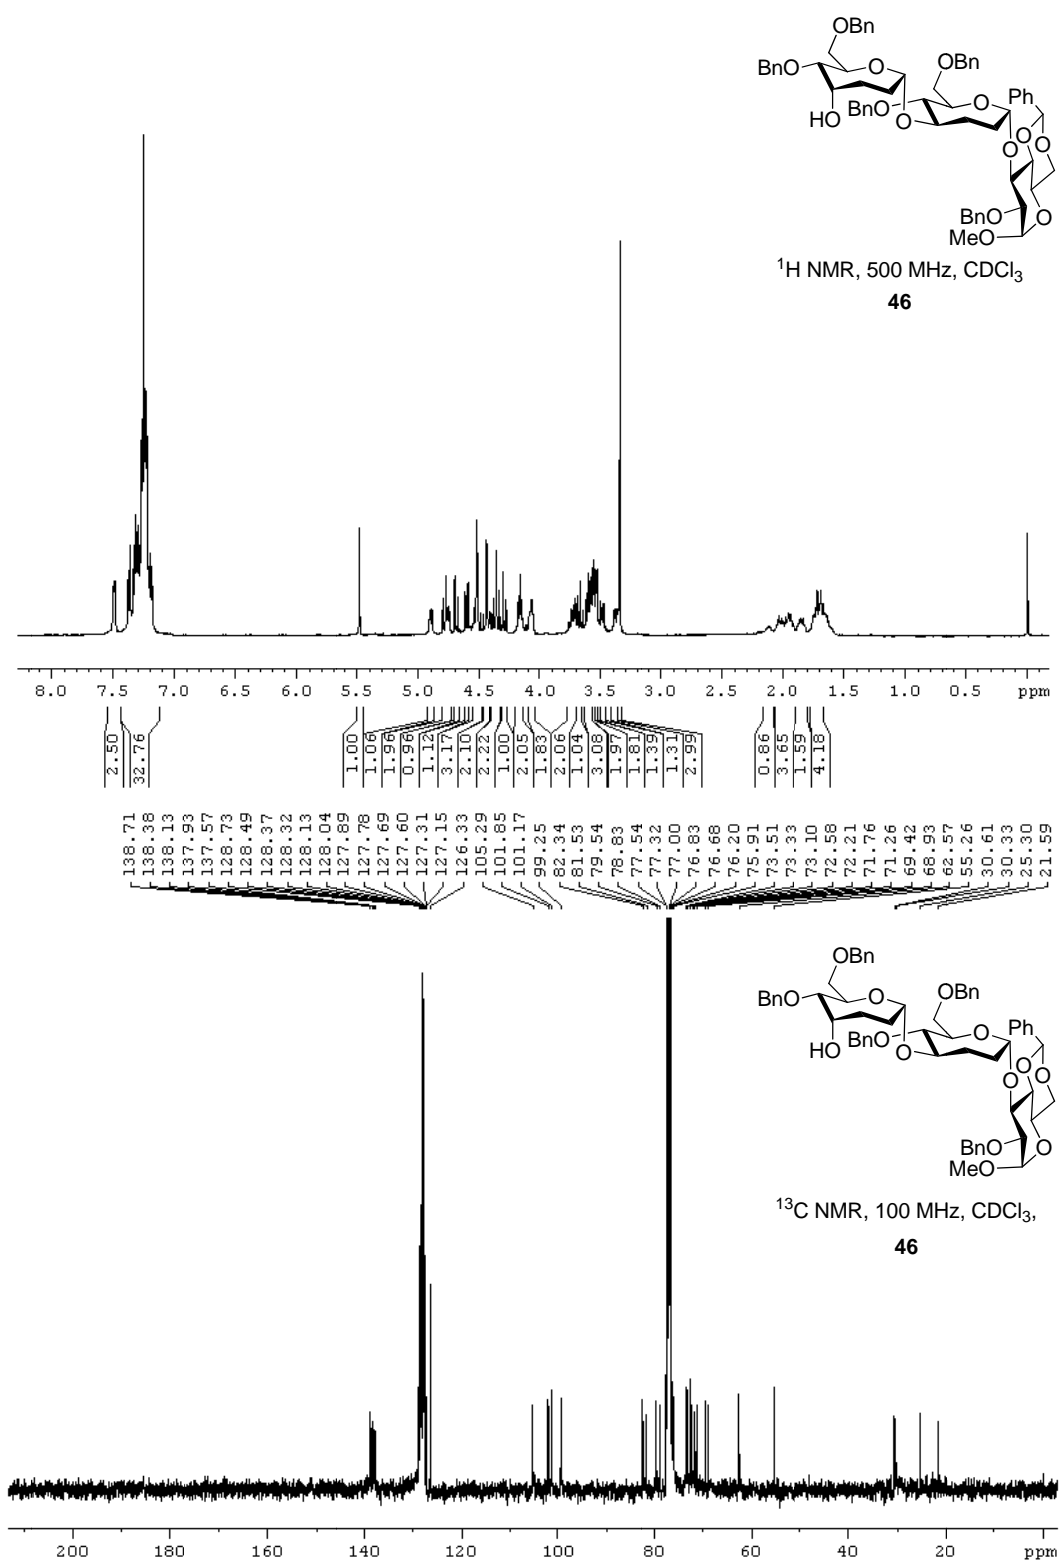 OBn
BnO
O
OBn
HO
BnO
O
O
Ph
O
O
O
BnO
O
MeO
¹H NMR, 500 MHz, CDCl₃
46
8.0 7.5 7.0 6.5 6.0 5.5 5.0 4.5 4.0 3.5 3.0 2.5 2.0 1.5 1.0 0.5 ppm
2.50
32.76
1.00
1.06
1.96
0.96
1.12
3.17
2.10
2.22
1.00
2.05
1.83
2.06
1.04
3.08
1.97
1.81
1.39
1.31
2.99
0.86
3.65
1.59
4.18
138.71
138.38
138.13
137.93
137.57
128.73
128.49
128.37
128.32
128.13
128.04
127.89
127.78
127.69
127.60
127.31
127.15
126.33
105.29
101.85
101.17
99.25
82.34
81.53
79.54
78.83
77.54
77.32
77.00
76.83
76.68
76.20
75.91
73.51
73.33
73.10
72.58
72.21
71.76
71.26
69.42
68.93
62.57
55.26
30.61
30.33
25.30
21.59
OBn
BnO
O
OBn
HO
BnO
O
O
Ph
O
O
O
BnO
O
MeO
¹³C NMR, 100 MHz, CDCl₃,
46
200 180 160 140 120 100 80 60 40 20 ppm